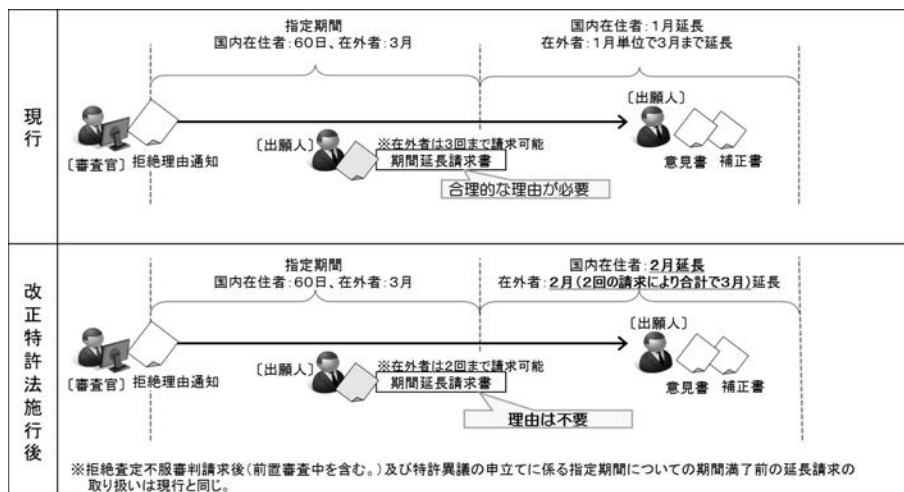 現行
指定期間
国内在住者:60日、在外者:3月
国内在住者:1月延長
在外者:1月単位で3月まで延長
〔審査官〕
拒絶理由通知
〔出願人〕
※在外者は3回まで請求可能
期間延長請求書
合理的な理由が必要
〔出願人〕
意見書
補正書
改正特許法施行後
指定期間
国内在住者:60日、在外者:3月
国内在住者:2月延長
在外者:2月(2回の請求により合計で3月)延長
〔審査官〕
拒絶理由通知
〔出願人〕
※在外者は2回まで請求可能
期間延長請求書
理由は不要
〔出願人〕
意見書
補正書
※拒絶査定不服審判請求後(前置審査中を含む。)及び特許異議の申立てに係る指定期間についての期間満了前の延長請求の
取り扱いは現行と同じ。